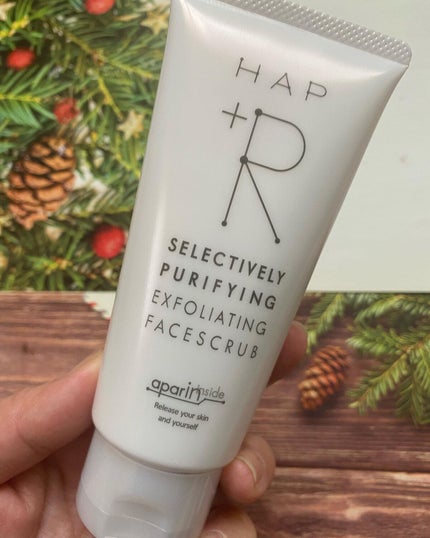 HAP
+R
SELECTIVELY
PURIFYING
EXFOLIATING
FACESCRUB
aparin inside
Release your skin
and yourself